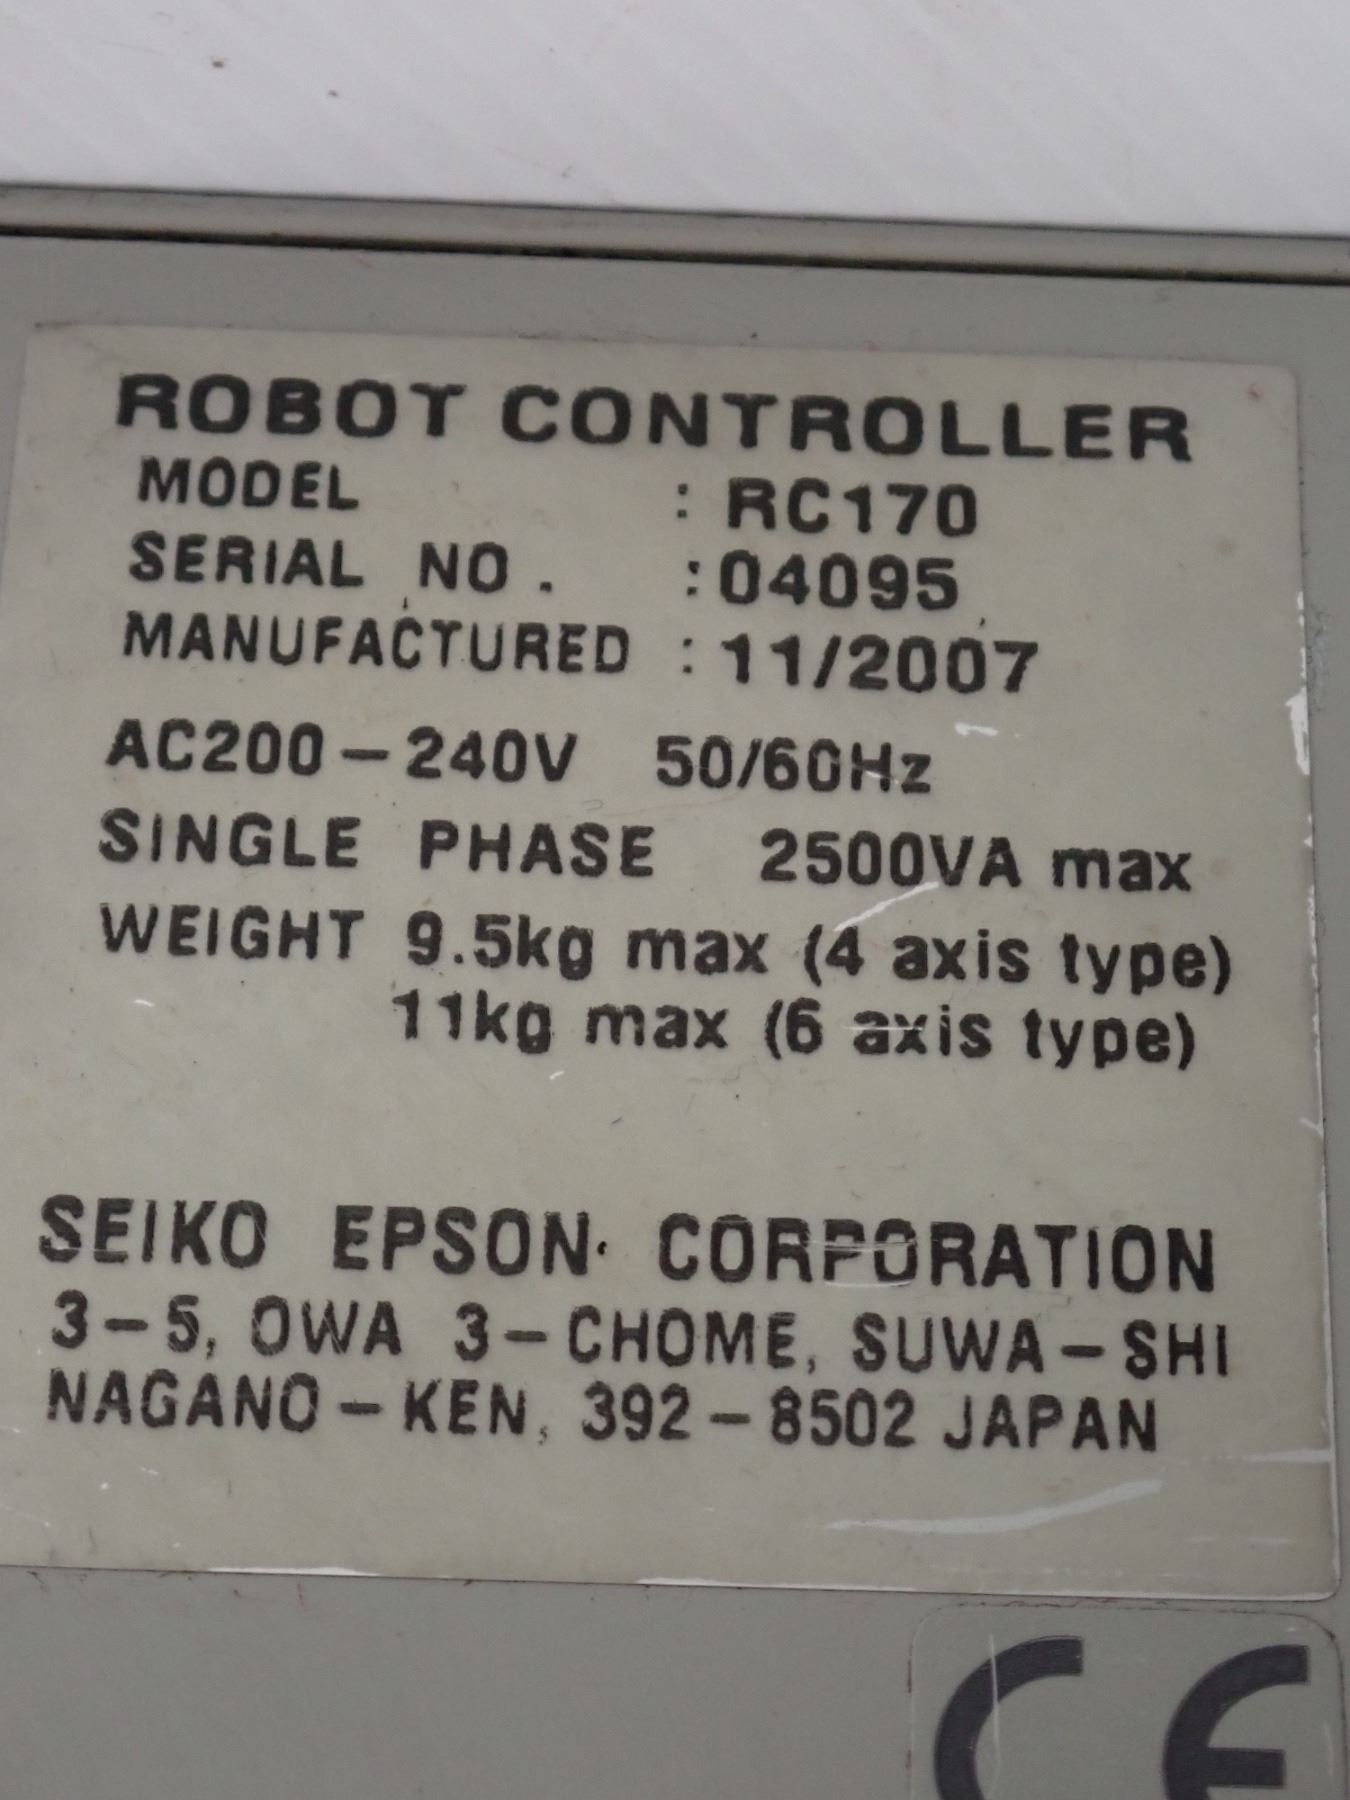 ROBOT CONTROLLER
MODEL : RC170
SERIAL NO. : 04095
MANUFACTURED : 11/2007
AC200-240V 50/60Hz
SINGLE PHASE 2500VA max
WEIGHT 9.5kg max (4 axis type)
11kg max (6 axis type)
SEIKO EPSON CORPORATION
3-5, OWA 3-CHOME, SUWA-SHI
NAGANO-KEN, 392-8502 JAPAN
CE